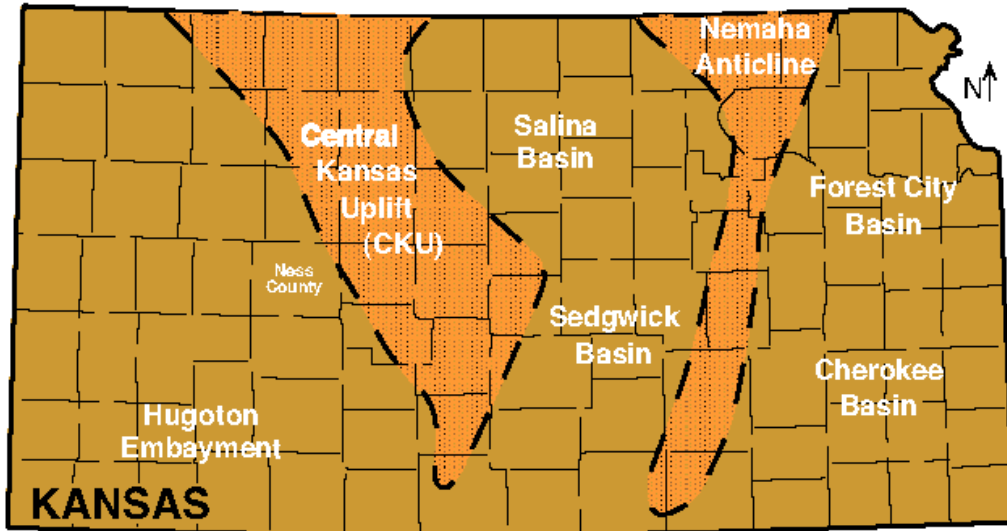 Nemaha
Anticline
N
Central
Kansas
Uplift
(CKU)
Salina
Basin
Forest City
Basin
Ness
County
Sedgwick
Basin
Cherokee
Basin
Hugoton
Embayment
KANSAS